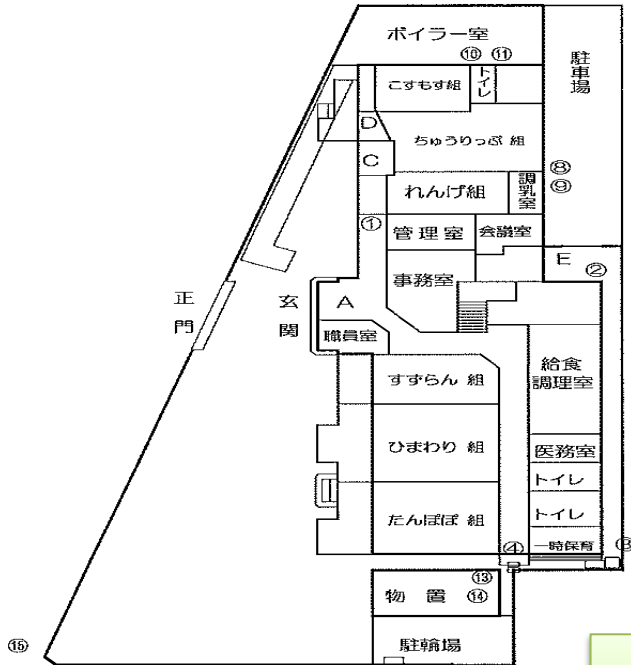 ボイラー室
⑩ ⑪
駐車場
こすもす組
トイレ
D
ちゅうりっぷ 組
C
⑧
⑨
れんげ組
調乳室
①
管理室
会議室
E
②
事務室
正門
玄関
A
職員室
すずらん 組
給食
調理室
ひまわり 組
医務室
トイレ
たんぽぽ 組
トイレ
④
一時保育
③
⑬
物 置
⑭
駐輪場
⑮